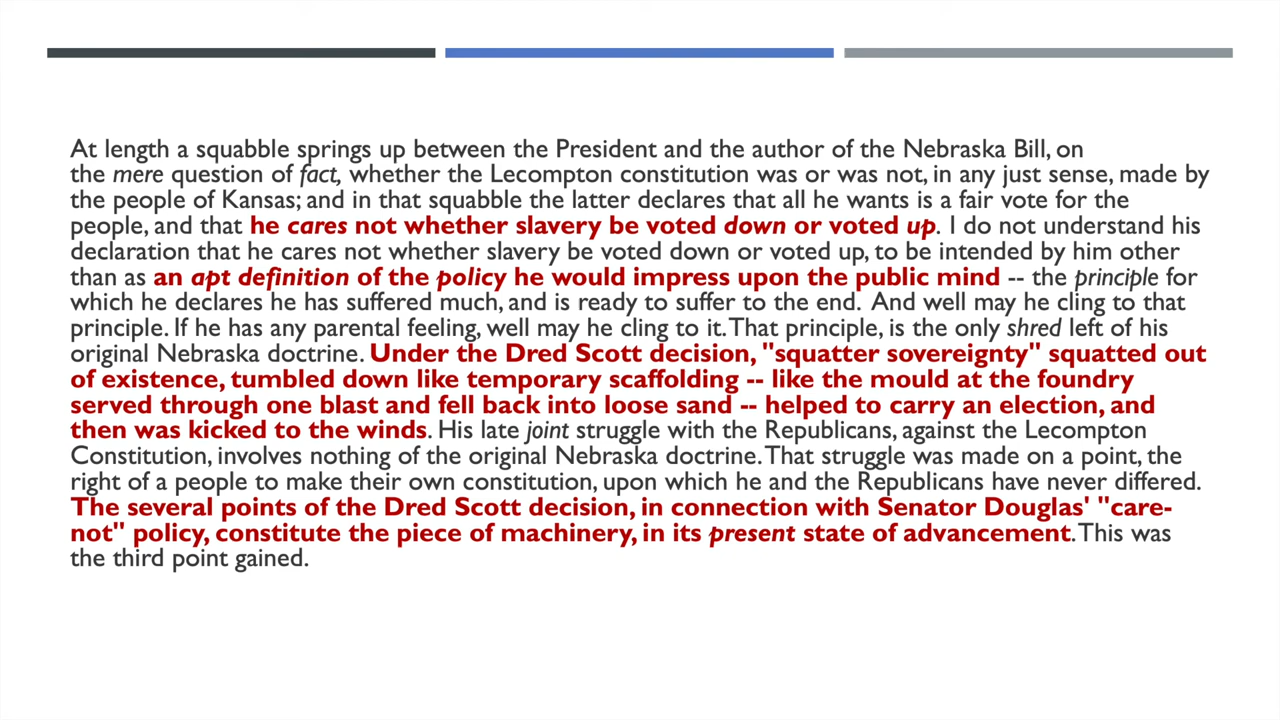 At length a squabble springs up between the President and the author of the Nebraska Bill, on
the mere question of fact, whether the Lecompton constitution was or was not, in any just sense, made by
the people of Kansas; and in that squabble the latter declares that all he wants is a fair vote for the
people, and that he cares not whether slavery be voted down or voted up. I do not understand his
declaration that he cares not whether slavery be voted down or voted up, to be intended by him other
than as an apt definition of the policy he would impress upon the public mind -- the principle for
which he declares he has suffered much, and is ready to suffer to the end.  And well may he cling to that
principle. If he has any parental feeling, well may he cling to it. That principle, is the only shred left of his
original Nebraska doctrine. Under the Dred Scott decision, "squatter sovereignty" squatted out
of existence, tumbled down like temporary scaffolding -- like the mould at the foundry
served through one blast and fell back into loose sand -- helped to carry an election, and
then was kicked to the winds. His late joint struggle with the Republicans, against the Lecompton
Constitution, involves nothing of the original Nebraska doctrine. That struggle was made on a point, the
right of a people to make their own constitution, upon which he and the Republicans have never differed.
The several points of the Dred Scott decision, in connection with Senator Douglas' "care-
not" policy, constitute the piece of machinery, in its present state of advancement. This was
the third point gained.